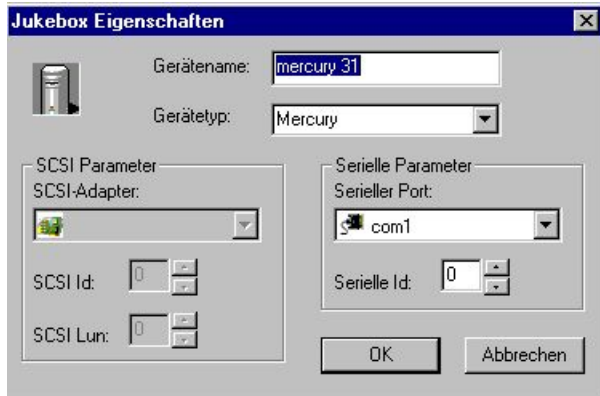 Jukebox Eigenschaften
Gerätename: mercury 31
Gerätetyp: Mercury
SCSI Parameter
SCSI-Adapter:
SCSI Id: 0
SCSI Lun: 0
Serielle Parameter
Serieller Port:
com1
Serielle Id: 0
OK Abbrechen